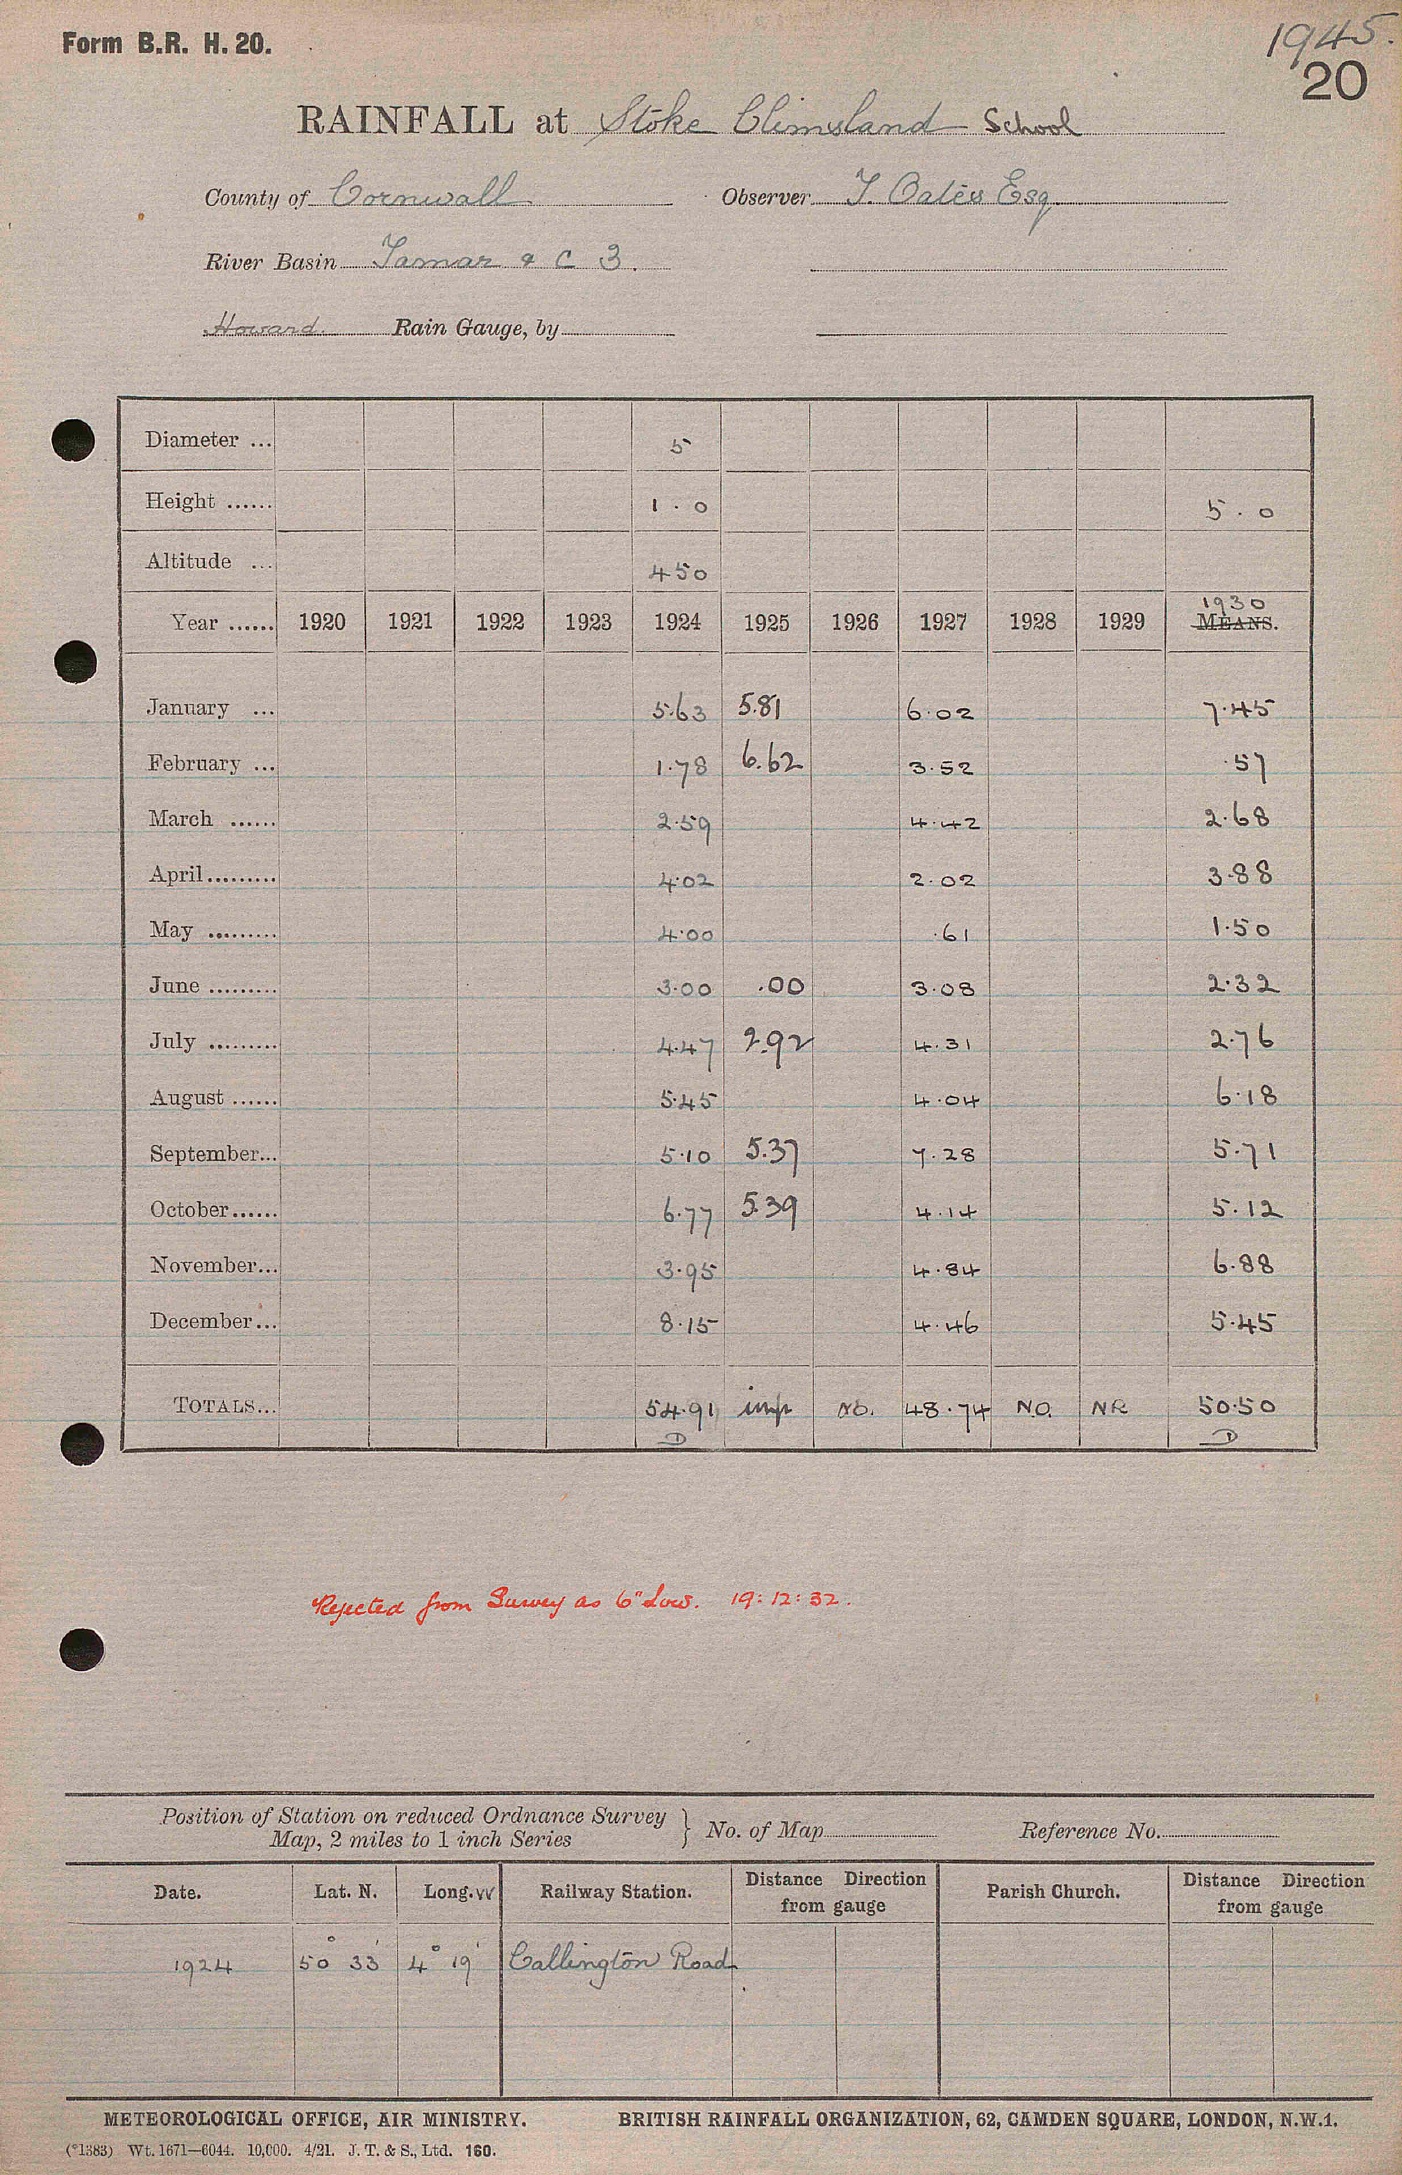 Form B.R. H. 20.
1945.
20
RAINFALL at Stoke Climsland School
County of Cornwall Observer T. Oates Esq
River Basin Tamar & C 3.
Howard Rain Gauge, by
Diameter ... 5
Height ...... 1.0 5.0
Altitude ... 450
1930
Year ...... 1920 1921 1922 1923 1924 1925 1926 1927 1928 1929 MEANS.
January ... 5.63 5.81 6.02 7.45
February ... 1.78 6.62 3.52 .57
March ...... 2.59 4.42 2.68
April ......... 4.02 2.02 3.88
May ......... 4.00 .61 1.50
June ......... 3.00 .00 3.08 2.32
July ......... 4.47 2.92 4.31 2.76
August ...... 5.45 4.04 6.18
September... 5.10 5.37 7.28 5.71
October...... 6.77 5.39 4.14 5.12
November... 3.95 4.84 6.88
December... 8.15 4.46 5.45
TOTALS... 54.91 imp NO. 48.74 N.O. NR 50.50
D D
Rejected from Survey as 6" Low. 19:12:32.
Position of Station on reduced Ordnance Survey
Map, 2 miles to 1 inch Series } No. of Map Reference No.
Date. Lat. N. Long. W Railway Station. Distance Direction from gauge Parish Church. Distance Direction from gauge
1924 50° 33' 4° 19' Callington Road
METEOROLOGICAL OFFICE, AIR MINISTRY. BRITISH RAINFALL ORGANIZATION, 62, CAMDEN SQUARE, LONDON, N.W.1.
(*1383) Wt. 1671—6044. 10,000. 4/21. J. T. & S., Ltd. 160.